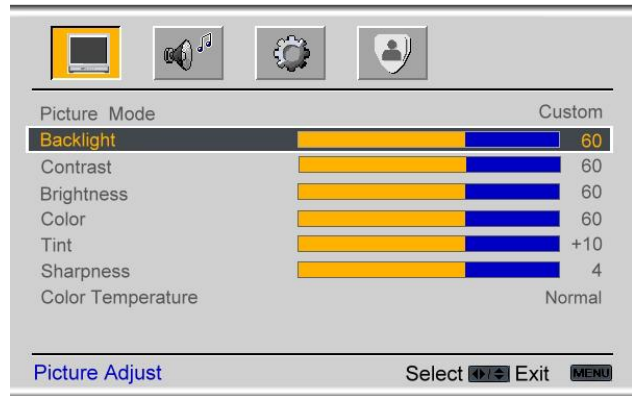 Picture Mode Custom
Backlight 60
Contrast 60
Brightness 60
Color 60
Tint +10
Sharpness 4
Color Temperature Normal
Picture Adjust Select Exit MENU